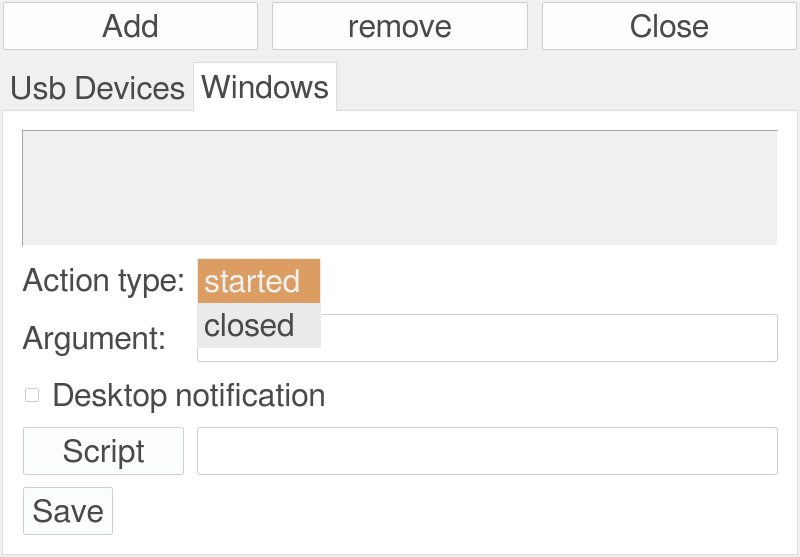 Add remove Close
Usb Devices Windows
Action type: started
closed
Argument:
Desktop notification
Script
Save